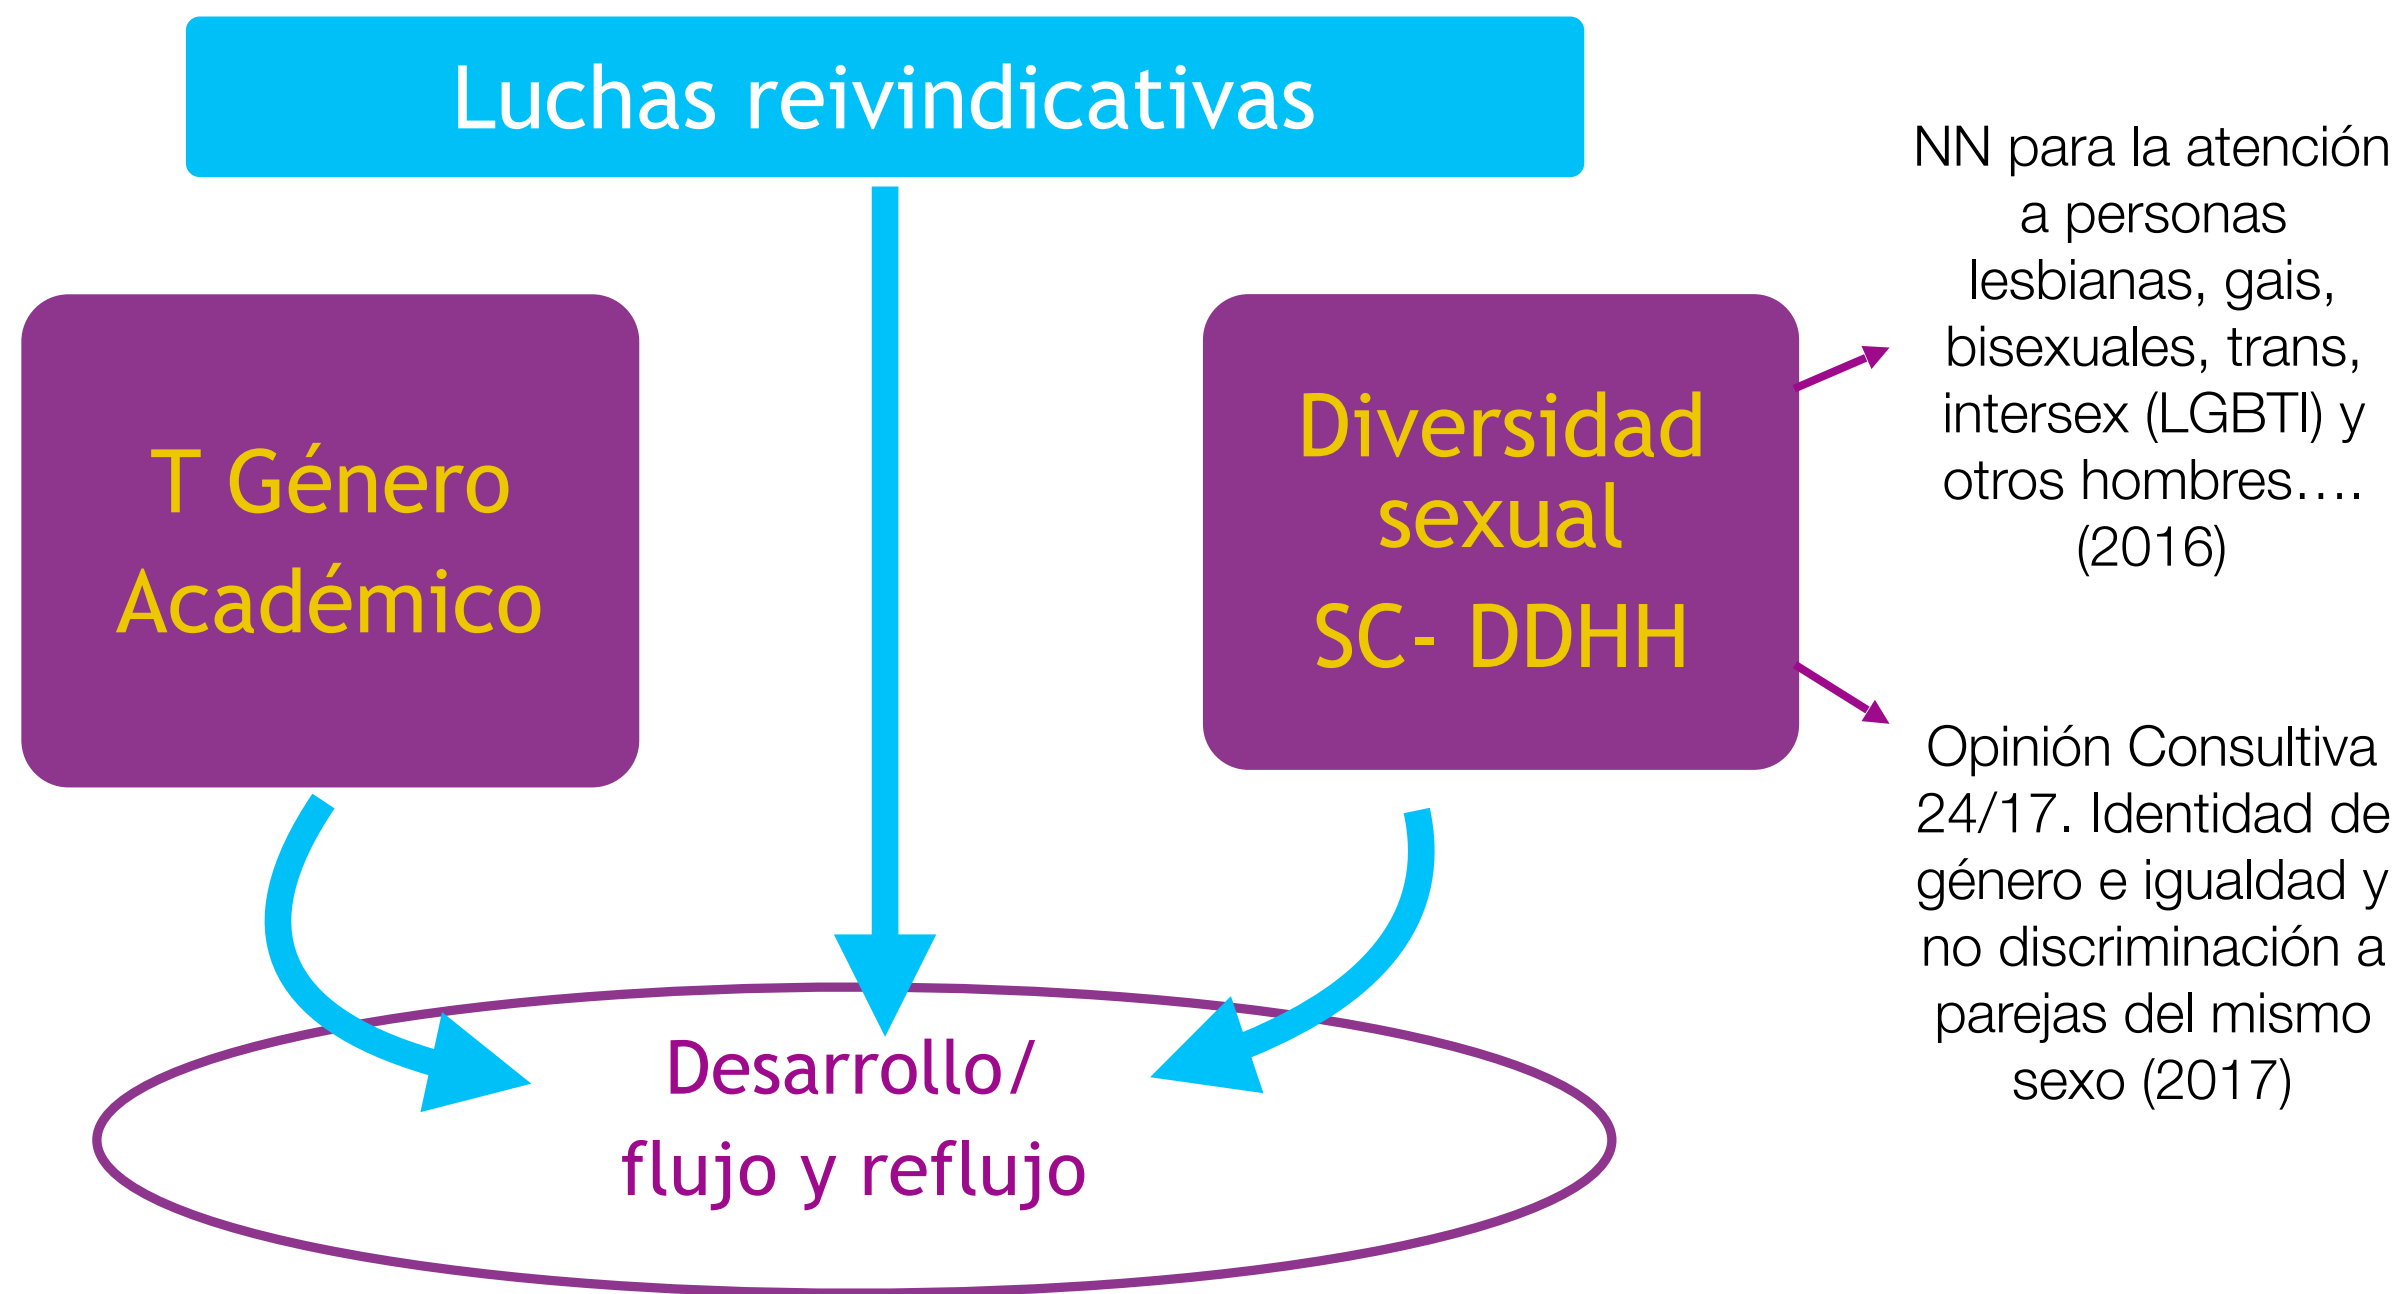 Luchas reivindicativas
T Género
Académico
Diversidad
sexual
SC- DDHH
NN para la atención
a personas
lesbianas, gais,
bisexuales, trans,
intersex (LGBTI) y
otros hombres….
(2016)
Opinión Consultiva
24/17. Identidad de
género e igualdad y
no discriminación a
parejas del mismo
sexo (2017)
Desarrollo/
flujo y reflujo